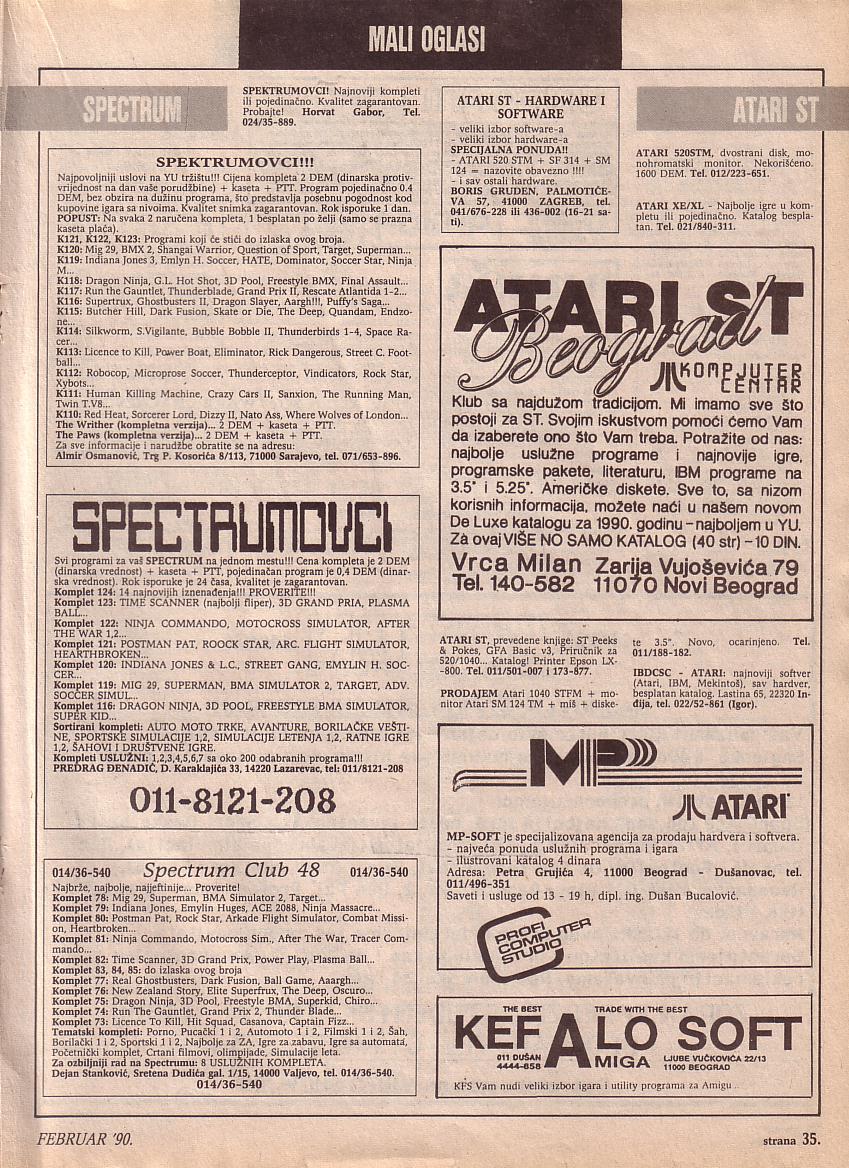 MALI OGLASI
SPECTRUM
SPEKTRUMOVCI! Najnoviji kompleti
ili pojedinačno. Kvalitet zagarantovan.
Probajte! Horvat Gabor, Tel.
024/35-889.
SPEKTRUMOVCI!!!
Najpovoljniji uslovi na YU tržištu!!! Cijena kompleta 2 DEM (dinarska protiv-
vrijednost na dan vaše porudžbine) + kaseta + PTT. Program pojedinačno 0.4
DEM, bez obzira na dužinu programa, što predstavlja posebnu pogodnost kod
kupovine igara sa nivoima. Kvalitet snimka zagarantovan. Rok isporuke 1 dan.
POPUST: Na svaka 2 naručena kompleta, 1 besplatan po želji (samo se prazna
kaseta plaća).
K121, K122, K123: Programi koji će stići do izlaska ovog broja.
K120: Mig 29, BMX 2, Shangai Warrior, Question of Sport, Target, Superman...
K119: Indiana Jones 3, Emlyn H. Soccer, HATE, Dominator, Soccer Star, Ninja
M...
K118: Dragon Ninja, G.L. Hot Shot, 3D Pool, Freestyle BMX, Final Assault...
K117: Run the Gauntlet, Thunderblade, Grand Prix II, Rescate Atlantida 1-2...
K116: Supertrux, Ghostbusters II, Dragon Slayer, Aargh!!!, Puffy's Saga...
K115: Butcher Hill, Dark Fusion, Skate or Die, The Deep, Quandam, Endzo-
ne...
K114: Silkworm, S.Vigilante, Bubble Bobble II, Thunderbirds 1-4, Space Ra-
cer...
K113: Licence to Kill, Power Boat, Eliminator, Rick Dangerous, Street C. Foot-
ball...
K112: Robocop, Microprose Soccer, Thunderceptor, Vindicators, Rock Star,
Xybots...
K111: Human Killing Machine, Crazy Cars II, Sanxion, The Running Man,
Twin T.V8...
K110: Red Heat, Sorcerer Lord, Dizzy II, Nato Ass, Where Wolves of London...
The Writher (kompletna verzija)... 2 DEM + kaseta + PTT.
The Paws (kompletna verzija)... 2 DEM + kaseta + PTT.
Za sve informacije i narudžbe obratite se na adresu:
Almir Osmanović, Trg P. Kosorića 8/113, 71000 Sarajevo, tel. 071/653-896.
SPECTRUMOVCI
Svi programi za vaš SPECTRUM na jednom mestu!!! Cena kompleta je 2 DEM
(dinarska vrednost) + kaseta + PTT, pojedinačan program je 0,4 DEM (dinar-
ska vrednost). Rok isporuke je 24 časa, kvalitet je zagarantovan.
Komplet 124: 14 najnovijih iznenađenja!!! PROVERITE!!!
Komplet 123: TIME SCANNER (najbolji fliper), 3D GRAND PRIA, PLASMA
BALL...
Komplet 122: NINJA COMMANDO, MOTOCROSS SIMULATOR, AFTER
THE WAR 1,2...
Komplet 121: POSTMAN PAT, ROOCK STAR, ARC. FLIGHT SIMULATOR,
HEARTHBROKEN...
Komplet 120: INDIANA JONES & L.C., STREET GANG, EMYLIN H. SOC-
CER...
Komplet 119: MIG 29, SUPERMAN, BMA SIMULATOR 2, TARGET, ADV.
SOCCER SIMUL...
Komplet 116: DRAGON NINJA, 3D POOL, FREESTYLE BMA SIMULATOR,
SUPER KID...
Sortirani kompleti: AUTO MOTO TRKE, AVANTURE, BORILAČKE VEŠTI-
NE, SPORTSKE SIMULACIJE 1,2, SIMULACIJE LETENJA 1,2, RATNE IGRE
1,2, ŠAHOVI I DRUŠTVENE IGRE.
Kompleti USLUŽNI: 1,2,3,4,5,6,7 sa oko 200 odabranih programa!!!
PREDRAG ĐENADIĆ, D. Karaklajića 33, 14220 Lazarevac, tel: 011/8121-208
011-8121-208
014/36-540 Spectrum Club 48 014/36-540
Najbrže, najbolje, najjeftinije... Proverite!
Komplet 78: Mig 29, Superman, BMA Simulator 2, Target...
Komplet 79: Indiana Jones, Emylin Huges, ACE 2088, Ninja Massacre...
Komplet 80: Postman Pat, Rock Star, Arkade Flight Simulator, Combat Missi-
on, Heartbroken...
Komplet 81: Ninja Commando, Motocross Sim., After The War, Tracer Com-
mando...
Komplet 82: Time Scanner, 3D Grand Prix, Power Play, Plasma Ball...
Komplet 83, 84, 85: do izlaska ovog broja
Komplet 77: Real Ghostbusters, Dark Fusion, Ball Game, Aaargh...
Komplet 76: New Zealand Story, Elite Superfrux, The Deep, Oscuro...
Komplet 75: Dragon Ninja, 3D Pool, Freestyle BMA, Superkid, Chiro...
Komplet 74: Run The Gauntlet, Grand Prix 2, Thunder Blade...
Komplet 73: Licence To Kill, Hit Squad, Casanova, Captain Fizz...
Tematski kompleti: Porno, Pucački 1 i 2, Automoto 1 i 2, Filmski 1 i 2, Šah,
Borilački 1 i 2, Sportski 1 i 2, Najbolje za ZA, Igre za zabavu, Igre sa automata,
Početnički komplet, Crtani filmovi, olimpijade, Simulacije leta.
Za ozbiljniji rad na Spectrumu: 8 USLUŽNIH KOMPLETA.
Dejan Stanković, Sretena Dudića gal. 1/15, 14000 Valjevo, tel. 014/36-540.
014/36-540
ATARI ST - HARDWARE I
SOFTWARE
- veliki izbor software-a
- veliki izbor hardware-a
SPECIJALNA PONUDA!!
- ATARI 520 STM + SF 314 + SM
124 = nazovite obavezno !!!!
- i sav ostali hardware.
BORIS GRUDEN, PALMOTIĆE-
VA 57, 41000 ZAGREB, tel.
041/676-228 ili 436-002 (16-21 sa-
ti).
ATARI ST
ATARI 520STM, dvostrani disk, mo-
nohromatski monitor. Nekorišćeno.
1600 DEM. Tel. 012/223-651.
ATARI XE/XL - Najbolje igre u kom-
pletu ili pojedinačno. Katalog bespla-
tan. Tel. 021/840-311.
ATARI ST
Beograd
KOMPJUTER
CENTAR
Klub sa najdužom tradicijom. Mi imamo sve što
postoji za ST. Svojim iskustvom pomoći ćemo Vam
da izaberete ono što Vam treba. Potražite od nas:
najbolje uslužne programe i najnovije igre,
programske pakete, literaturu, IBM programe na
3.5" i 5.25". Američke diskete. Sve to, sa nizom
korisnih informacija, možete naći u našem novom
De Luxe katalogu za 1990. godinu – najboljem u YU.
Za ovaj VIŠE NO SAMO KATALOG (40 str) – 10 DIN.
Vrca Milan Zarija Vujoševića 79
Tel. 140-582 11070 Novi Beograd
ATARI ST, prevedene knjige: ST Peeks
& Pokes, GFA Basic v3, Priručnik za
520/1040... Katalog! Printer Epson LX-
-800. Tel. 011/501-007 i 173-877.
PRODAJEM Atari 1040 STFM + mo-
nitor Atari SM 124 TM + miš + diske-
te 3.5". Novo, ocarinjeno. Tel.
011/188-182.
IBDCSC - ATARI: najnoviji softver
(Atari, IBM, Mekintoš), sav hardver,
besplatan katalog. Lastina 65, 22320 In-
đija, tel. 022/52-861 (Igor).
MP
ATARI
MP-SOFT je specijalizovana agencija za prodaju hardvera i softvera.
- najveća ponuda uslužnih programa i igara
- ilustrovani katalog 4 dinara
Adresa: Petra Grujića 4, 11000 Beograd - Dušanovac, tel.
011/496-351
Saveti i usluge od 13 - 19 h, dipl. ing. Dušan Bucalović.
PROFI
COMPUTER
STUDIO
THE BEST TRADE WITH THE BEST
KEFALO SOFT
011 DUŠAN
4444-858
AMIGA
LJUBE VUČKOVIĆA 22/13
11000 BEOGRAD
KFS Vam nudi veliki izbor igara i utility programa za Amigu...
FEBRUAR '90.
strana 35.